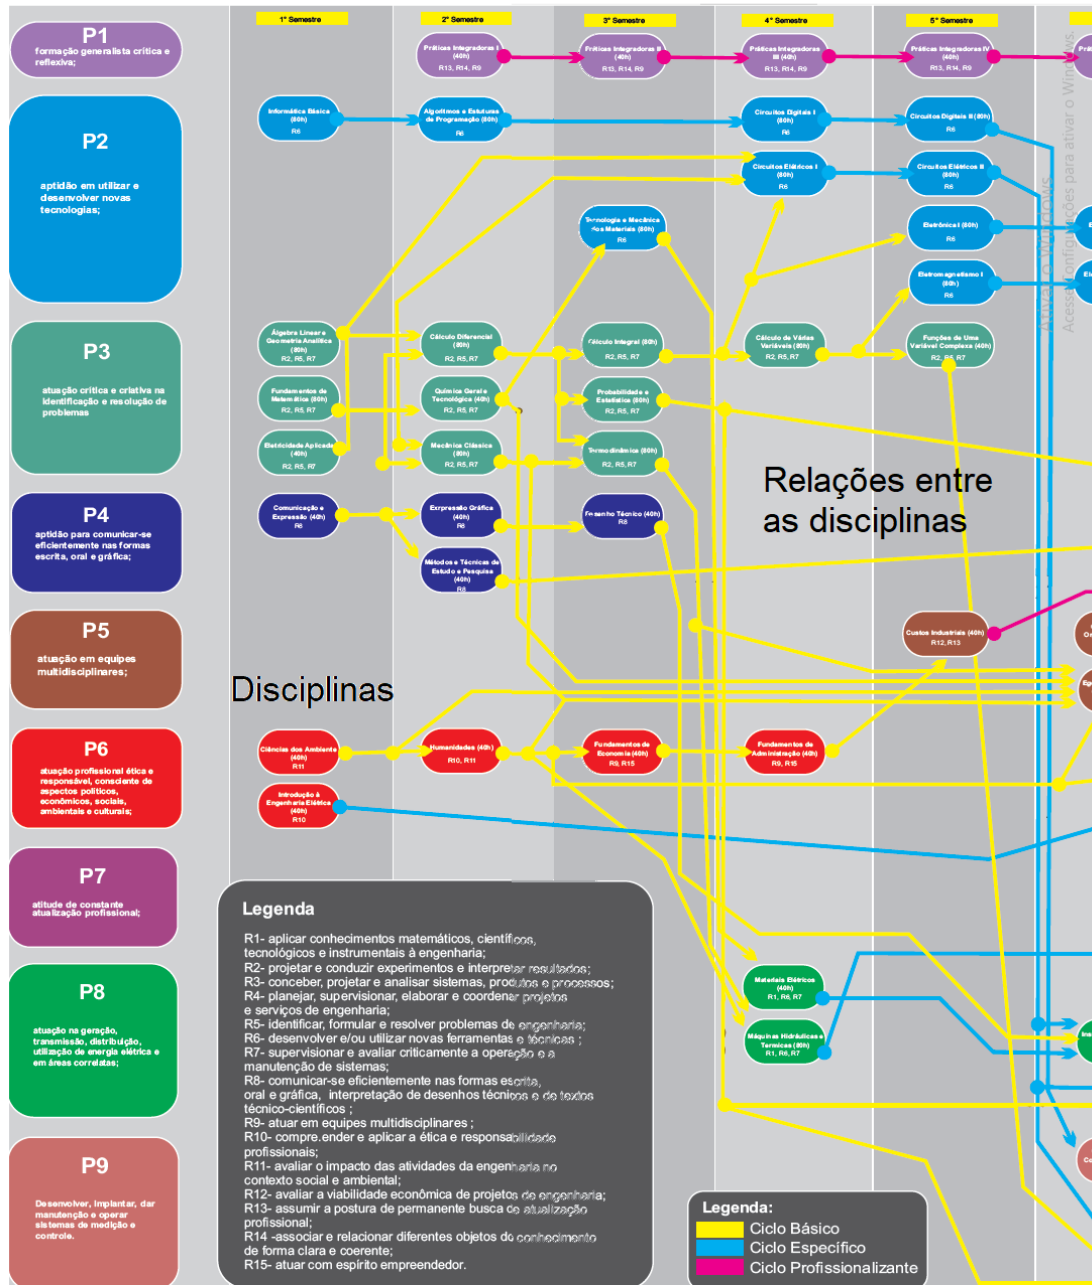 1° Semestre
2° Semestre
3° Semestre
4° Semestre
5° Semestre
P1
formação generalista crítica e
reflexiva;
Práticas Integradoras I
(40h)
R13, R14, R9
Práticas Integradoras II
(40h)
R13, R14, R9
Práticas Integradoras
III (40h)
R13, R14, R9
Práticas Integradoras IV
(40h)
R13, R14, R9
P2
aptidão em utilizar e
desenvolver novas
tecnologias;
Informática Básica
(80h)
R6
Algoritmos e Estuturas
de Programação (80h)
Circuitos Digitais I
(80h)
R6
Circuitos Digitais II (80h)
R6
Circuitos Elétricos I
(80h)
R6
Circuitos Elétricos II
(80h)
R6
Tecnologia e Mecânica
dos Materiais (80h)
R6
Eletrônica I (80h)
R6
Eletromagnetismo I
(80h)
R6
Ativar o Windows
Acesse Configurações para ativar o Windows.
P3
atuação crítica e criativa na
identificação e resolução de
problemas
Álgebra Linear e
Geometria Analítica
(80h)
R2, R5, R7
Cálculo Diferencial
(80h)
R2, R5, R7
Cálculo Integral (80h)
R2, R5, R7
Cálculo de Várias
Variáveis (80h)
R2, R5, R7
Funções de Uma
Variável Complexa (40h)
R2, R5, R7
Fundamentos de
Matemática (80h)
R2, R5, R7
Química Geral e
Tecnológica (40h)
R2, R5, R7
Probabilidade e
Estatística (80h)
R2, R5, R7
Eletricidade Aplicada
(40h)
R2, R5, R7
Mecânica Clássica
(80h)
R2, R5, R7
Termodinâmica (80h)
R2, R5, R7
Relações entre
as disciplinas
P4
aptidão para comunicar-se
eficientemente nas formas
escrita, oral e gráfica;
Comunicação e
Expressão (40h)
R8
Exrpressão Gráfica
(40h)
R8
Desenho Técnico (40h)
R8
Métodos e Técnicas de
Estudo e Pesquisa
(40h)
R8
P5
atuação em equipes
multidisciplinares;
Custos Industriais (40h)
R12, R13
Disciplinas
P6
atuação profissional ética e
responsável, consciente de
aspectos políticos,
econômicos, sociais,
ambientais e culturais;
Ciências dos Ambiente
(40h)
R11
Humanidades (40h)
R10, R11
Fundamentos de
Economia (40h)
R9, R15
Fundamentos de
Administração (40h)
R9, R15
Introdução à
Engenharia Elétrica
(40h)
R10
P7
atitude de constante
atualização profissional;
P8
atuação na geração,
transmissão, distribuição,
utilização de energia elétrica e
em áreas correlatas;
Materiais Elétricos
(40h)
R1, R6, R7
Máquinas Hidráulicas e
Termicas (80h)
R1, R6, R7
P9
Desenvolver, implantar, dar
manutenção e operar
sistemas de medição e
controle.
Legenda
R1- aplicar conhecimentos matemáticos, científicos,
tecnológicos e instrumentais à engenharia;
R2- projetar e conduzir experimentos e interpretar resultados;
R3- conceber, projetar e analisar sistemas, produtos e processos;
R4- planejar, supervisionar, elaborar e coordenar projetos
e serviços de engenharia;
R5- identificar, formular e resolver problemas de engenharia;
R6- desenvolver e/ou utilizar novas ferramentas e técnicas ;
R7- supervisionar e avaliar criticamente a operação e a
manutenção de sistemas;
R8- comunicar-se eficientemente nas formas escrita,
oral e gráfica, interpretação de desenhos técnicos e de textos
técnico-científicos ;
R9- atuar em equipes multidisciplinares ;
R10- compre.ender e aplicar a ética e responsabilidade
profissionais;
R11- avaliar o impacto das atividades da engenharia no
contexto social e ambiental;
R12- avaliar a viabilidade econômica de projetos de engenharia;
R13- assumir a postura de permanente busca de atualização
profissional;
R14 -associar e relacionar diferentes objetos do conhecimento
de forma clara e coerente;
R15- atuar com espírito empreendedor.
Legenda:
Ciclo Básico
Ciclo Específico
Ciclo Profissionalizante